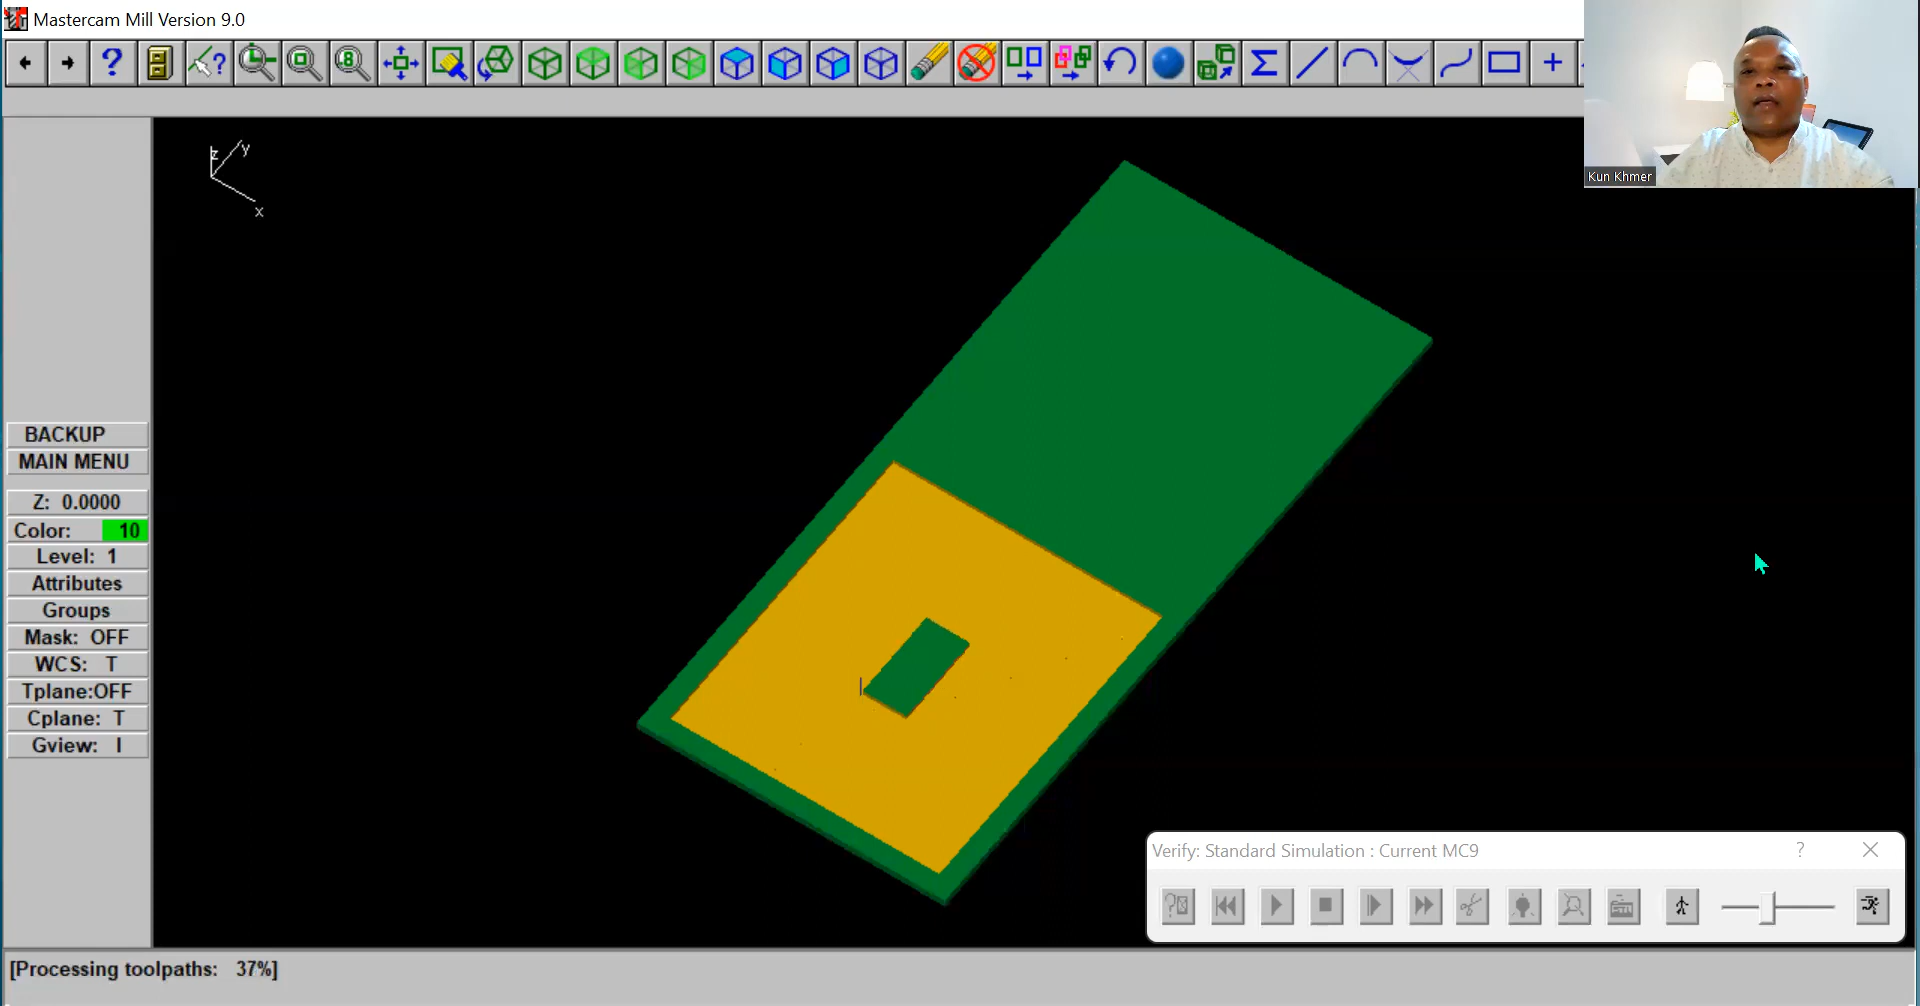 Mastercam Mill Version 9.0
Kun Khmer
z
y
x
BACKUP
MAIN MENU
Z: 0.0000
Color: 10
Level: 1
Attributes
Groups
Mask: OFF
WCS: T
Tplane:OFF
Cplane: T
Gview: I
Verify: Standard Simulation : Current MC9
[Processing toolpaths: 37%]